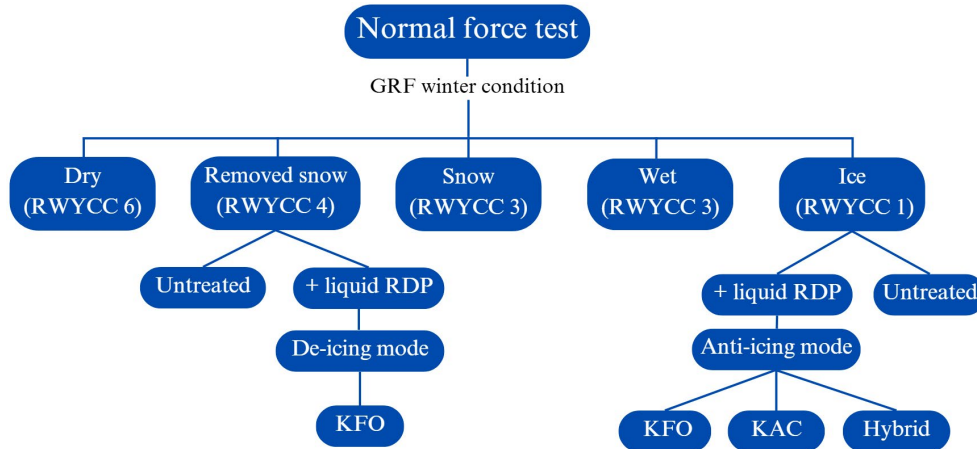 Normal force test
GRF winter condition
Dry
(RWYCC 6)
Removed snow
(RWYCC 4)
Snow
(RWYCC 3)
Wet
(RWYCC 3)
Ice
(RWYCC 1)
Untreated
+ liquid RDP
+ liquid RDP
Untreated
De-icing mode
Anti-icing mode
KFO
KFO
KAC
Hybrid